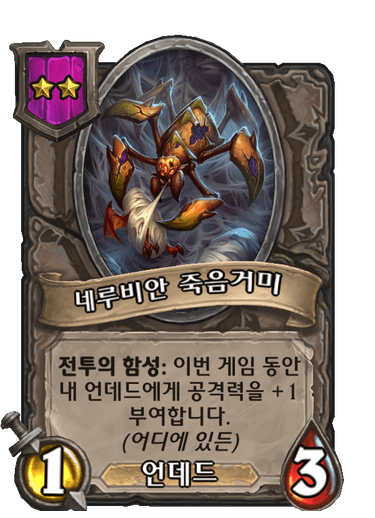 네루비안 죽음거미
전투의 함성: 이번 게임 동안
내 언데드에게 공격력을 +1
부여합니다.
(어디에 있든)
언데드
1
3